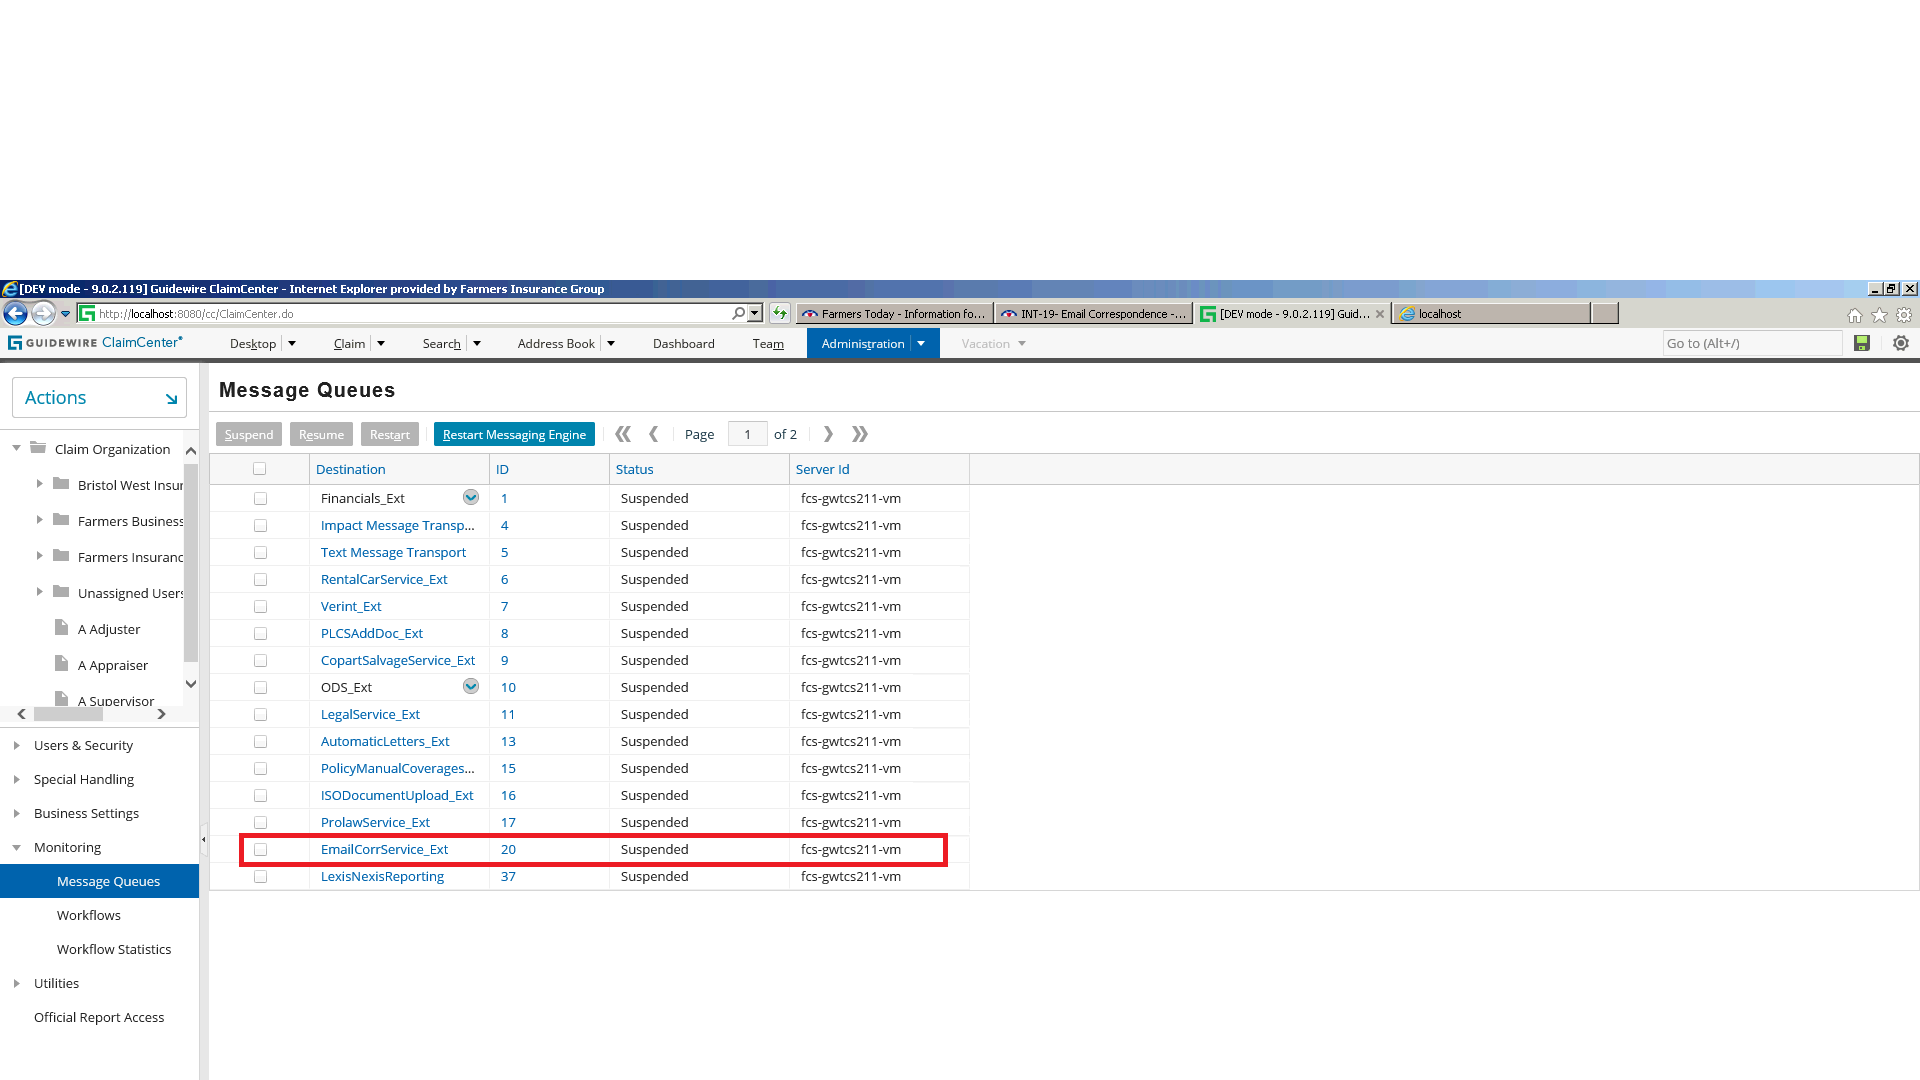 [DEV mode - 9.0.2.119] Guidewire ClaimCenter - Internet Explorer provided by Farmers Insurance Group
http://localhost:8080/cc/ClaimCenter.do
Farmers Today - Information fo...
INT-19- Email Correspondence -...
[DEV mode - 9.0.2.119] Guid...
localhost
GUIDEWIRE ClaimCenter
Desktop
Claim
Search
Address Book
Dashboard
Team
Administration
Vacation
Go to (Alt+/)
Actions
Claim Organization
Bristol West Insur
Farmers Business
Farmers Insuranc
Unassigned Users
A Adjuster
A Appraiser
A Supervisor
Users & Security
Special Handling
Business Settings
Monitoring
Message Queues
Workflows
Workflow Statistics
Utilities
Official Report Access
Message Queues
Suspend Resume Restart Restart Messaging Engine Page 1 of 2
Destination ID Status Server Id
Financials_Ext 1 Suspended fcs-gwtcs211-vm
Impact Message Transp... 4 Suspended fcs-gwtcs211-vm
Text Message Transport 5 Suspended fcs-gwtcs211-vm
RentalCarService_Ext 6 Suspended fcs-gwtcs211-vm
Verint_Ext 7 Suspended fcs-gwtcs211-vm
PLCSAddDoc_Ext 8 Suspended fcs-gwtcs211-vm
CopartSalvageService_Ext 9 Suspended fcs-gwtcs211-vm
ODS_Ext 10 Suspended fcs-gwtcs211-vm
LegalService_Ext 11 Suspended fcs-gwtcs211-vm
AutomaticLetters_Ext 13 Suspended fcs-gwtcs211-vm
PolicyManualCoverages... 15 Suspended fcs-gwtcs211-vm
ISODocumentUpload_Ext 16 Suspended fcs-gwtcs211-vm
ProlawService_Ext 17 Suspended fcs-gwtcs211-vm
EmailCorrService_Ext 20 Suspended fcs-gwtcs211-vm
LexisNexisReporting 37 Suspended fcs-gwtcs211-vm